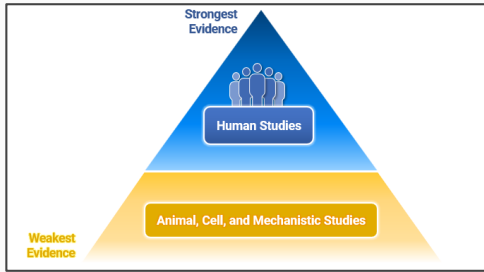 Strongest
Evidence
Human Studies
Animal, Cell, and Mechanistic Studies
Weakest
Evidence